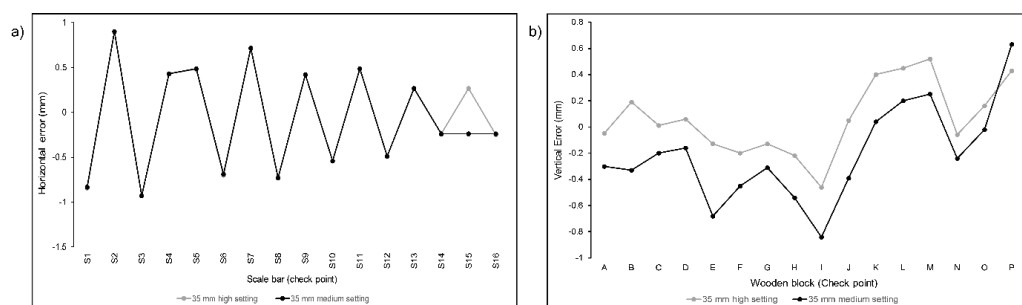 a)
1
0.5
0
-0.5
-1
-1.5
Horizontal error (mm)
S1 S2 S3 S4 S5 S6 S7 S8 S9 S10 S11 S12 S13 S14 S15 S16
Scale bar (check point)
35 mm high setting 35 mm medium setting
b)
0.8
0.6
0.4
0.2
0
-0.2
-0.4
-0.6
-0.8
-1
Vertical Error (mm)
A B C D E F G H I J K L M N O P
Wooden block (Check point)
35 mm high setting 35 mm medium setting